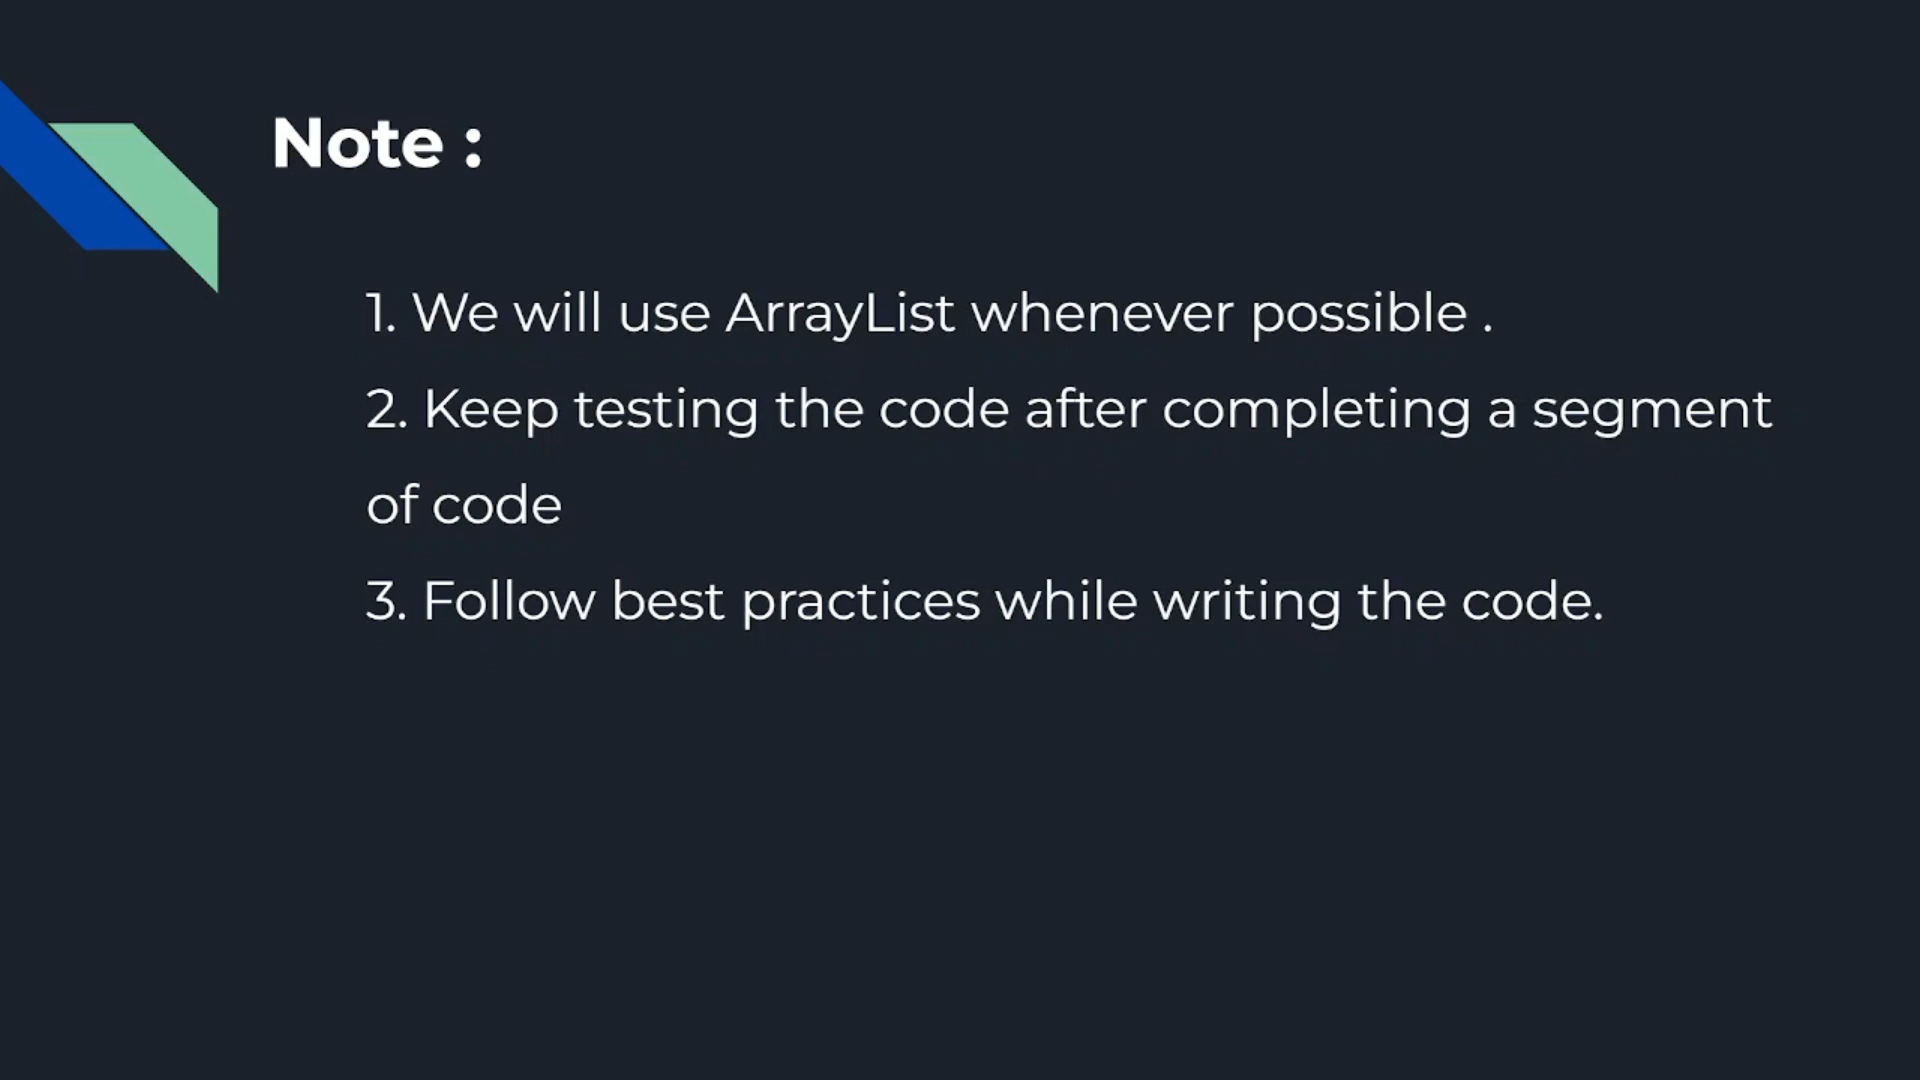 Note :
1. We will use ArrayList whenever possible .
2. Keep testing the code after completing a segment
of code
3. Follow best practices while writing the code.